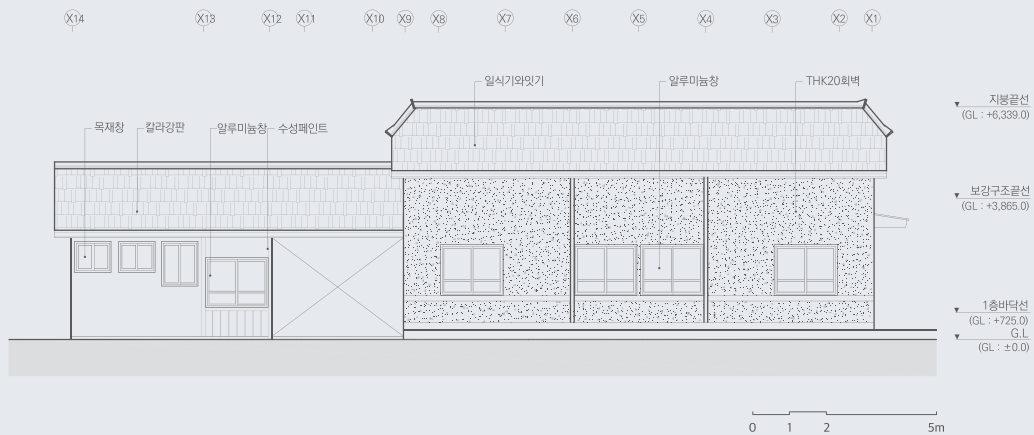 X14 X13 X12 X11 X10 X9 X8 X7 X6 X5 X4 X3 X2 X1
일식기와잇기 알루미늄창 THK20회벽
지붕끝선
(GL : +6,339.0)
목재창 칼라강판 알루미늄창 수성페인트
보강구조끝선
(GL : +3,865.0)
1층바닥선
(GL : +725.0)
G.L
(GL : ±0.0)
0 1 2 5m